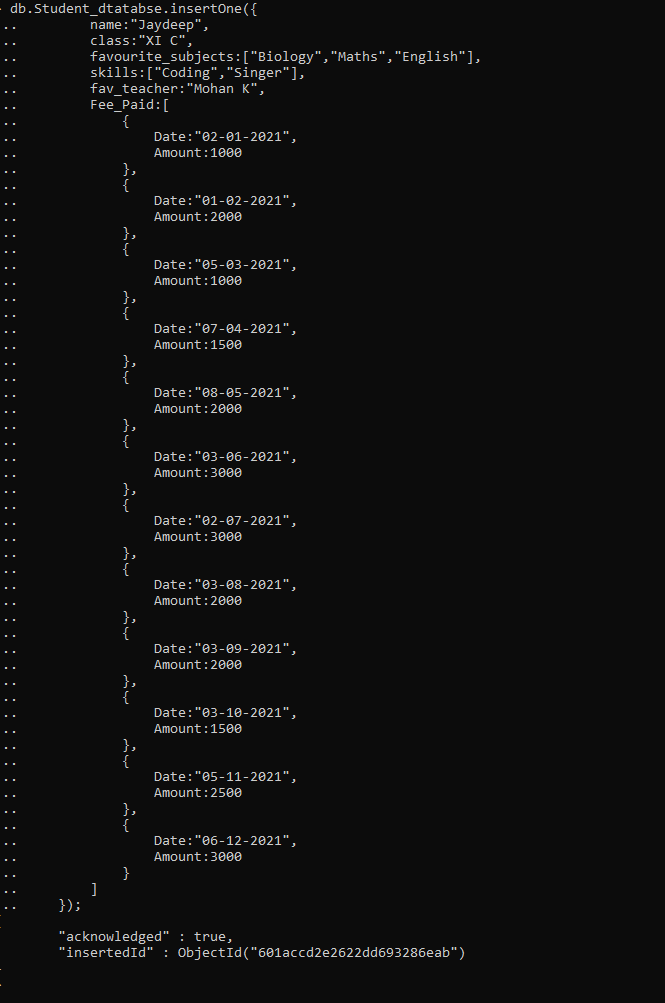 db.Student_dtatabse.insertOne({
..         name:"Jaydeep",
..         class:"XI C",
..         favourite_subjects:["Biology","Maths","English"],
..         skills:["Coding","Singer"],
..         fav_teacher:"Mohan K",
..         Fee_Paid:[
..             {
..                 Date:"02-01-2021",
..                 Amount:1000
..             },
..             {
..                 Date:"01-02-2021",
..                 Amount:2000
..             },
..             {
..                 Date:"05-03-2021",
..                 Amount:1000
..             },
..             {
..                 Date:"07-04-2021",
..                 Amount:1500
..             },
..             {
..                 Date:"08-05-2021",
..                 Amount:2000
..             },
..             {
..                 Date:"03-06-2021",
..                 Amount:3000
..             },
..             {
..                 Date:"02-07-2021",
..                 Amount:3000
..             },
..             {
..                 Date:"03-08-2021",
..                 Amount:2000
..             },
..             {
..                 Date:"03-09-2021",
..                 Amount:2000
..             },
..             {
..                 Date:"03-10-2021",
..                 Amount:1500
..             },
..             {
..                 Date:"05-11-2021",
..                 Amount:2500
..             },
..             {
..                 Date:"06-12-2021",
..                 Amount:3000
..             }
..         ]
..     });
"acknowledged" : true,
"insertedId" : ObjectId("601accd2e2622dd693286eab")